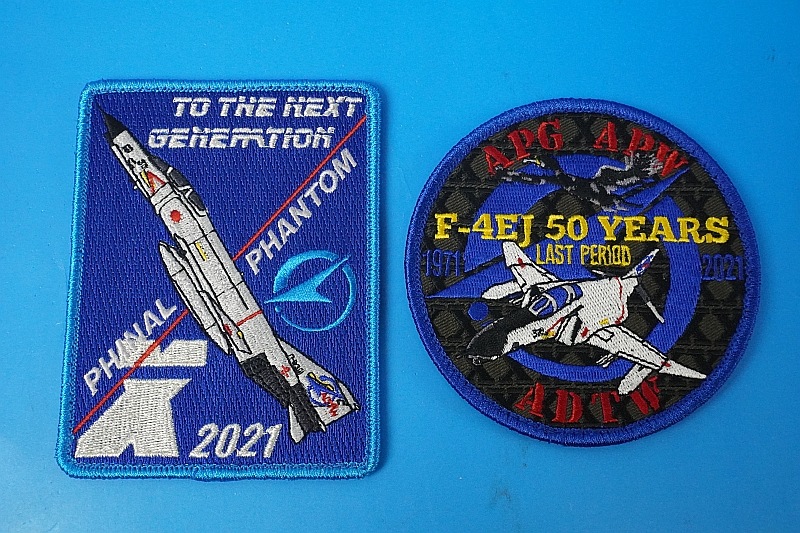 TO THE NEXT
GENERATION
PHINAL PHANTOM
2021
APG APW
F-4EJ 50 YEARS
LAST PERIOD
1971 2021
ADTW